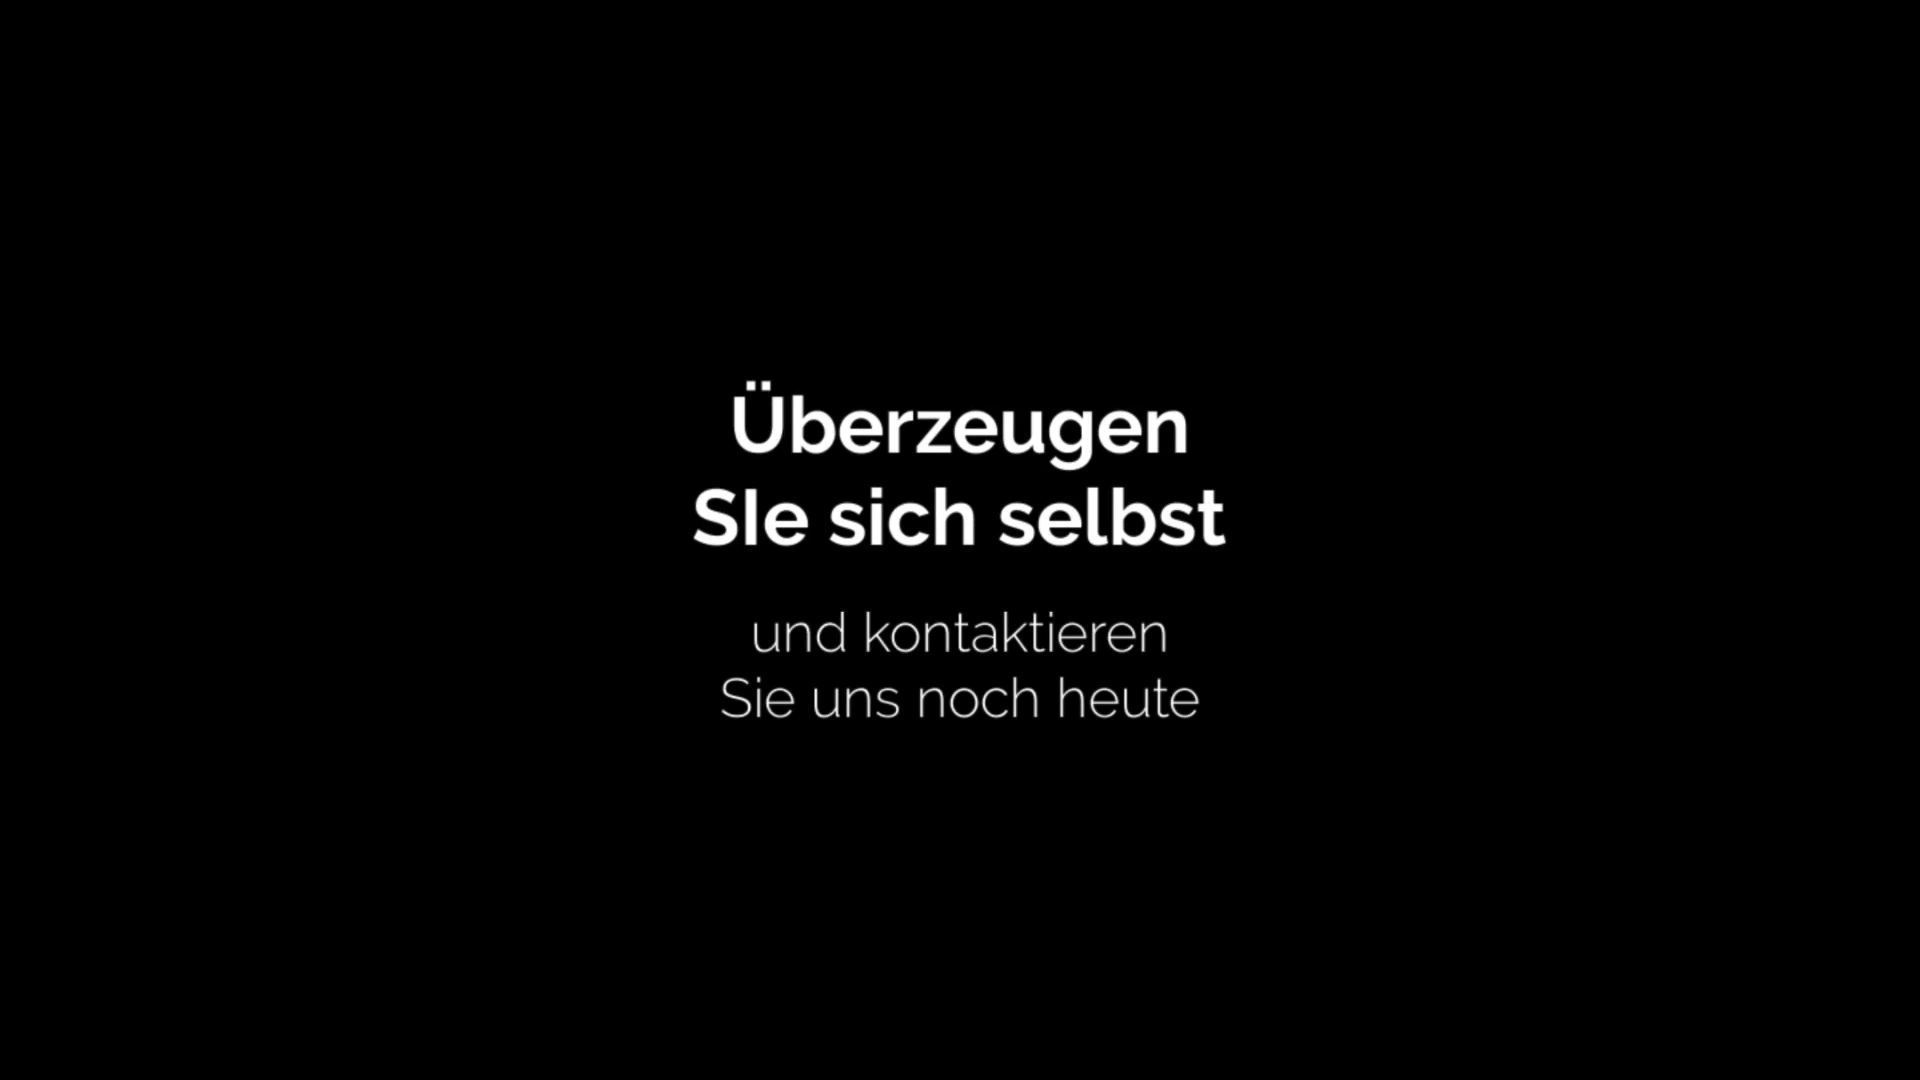 Überzeugen
SIe sich selbst
und kontaktieren
Sie uns noch heute